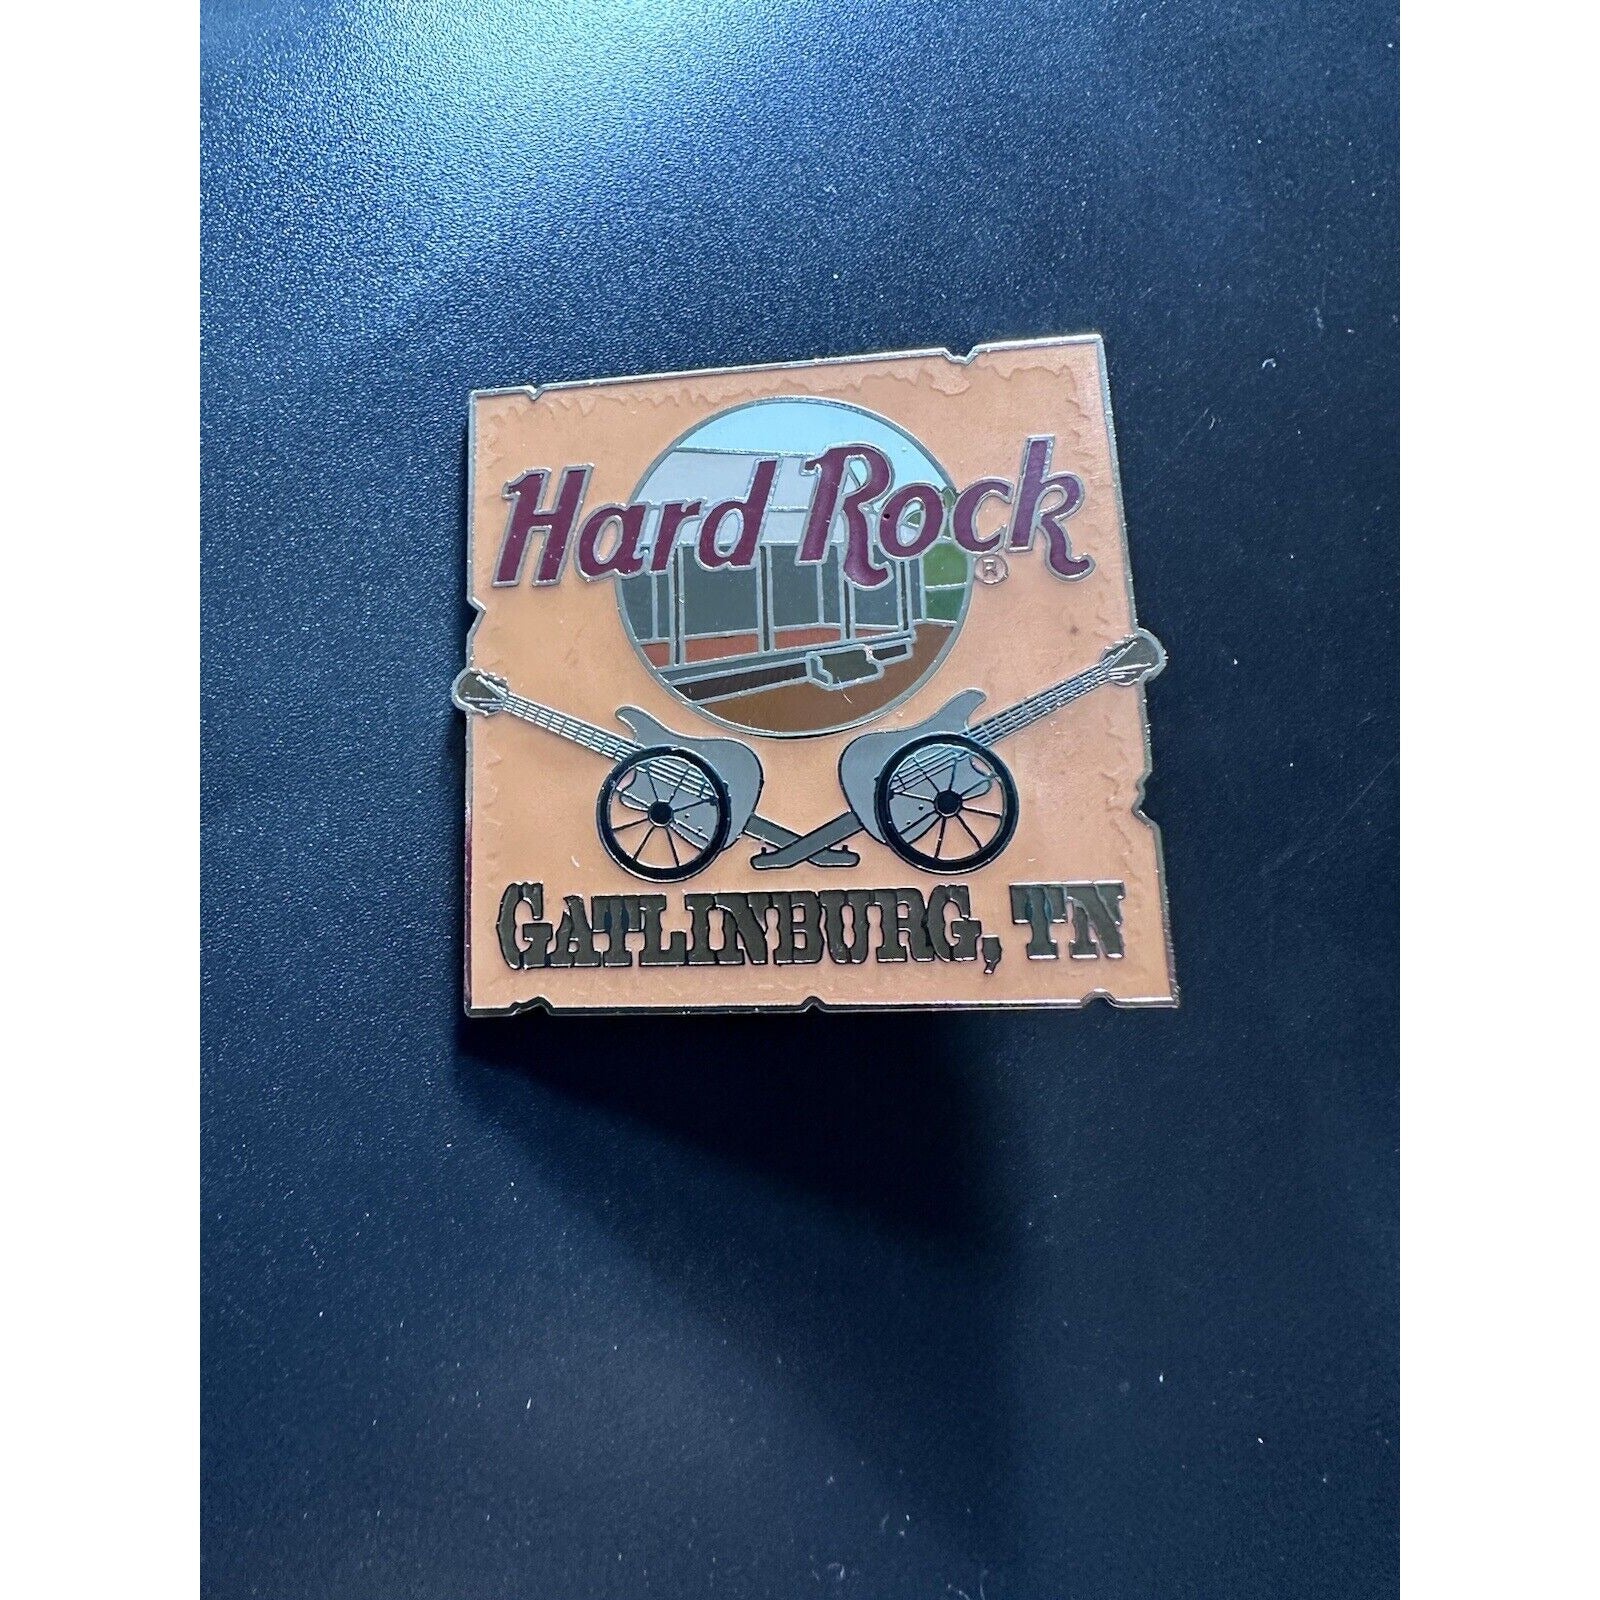 Hard Rock ®
GATLINBURG, TN